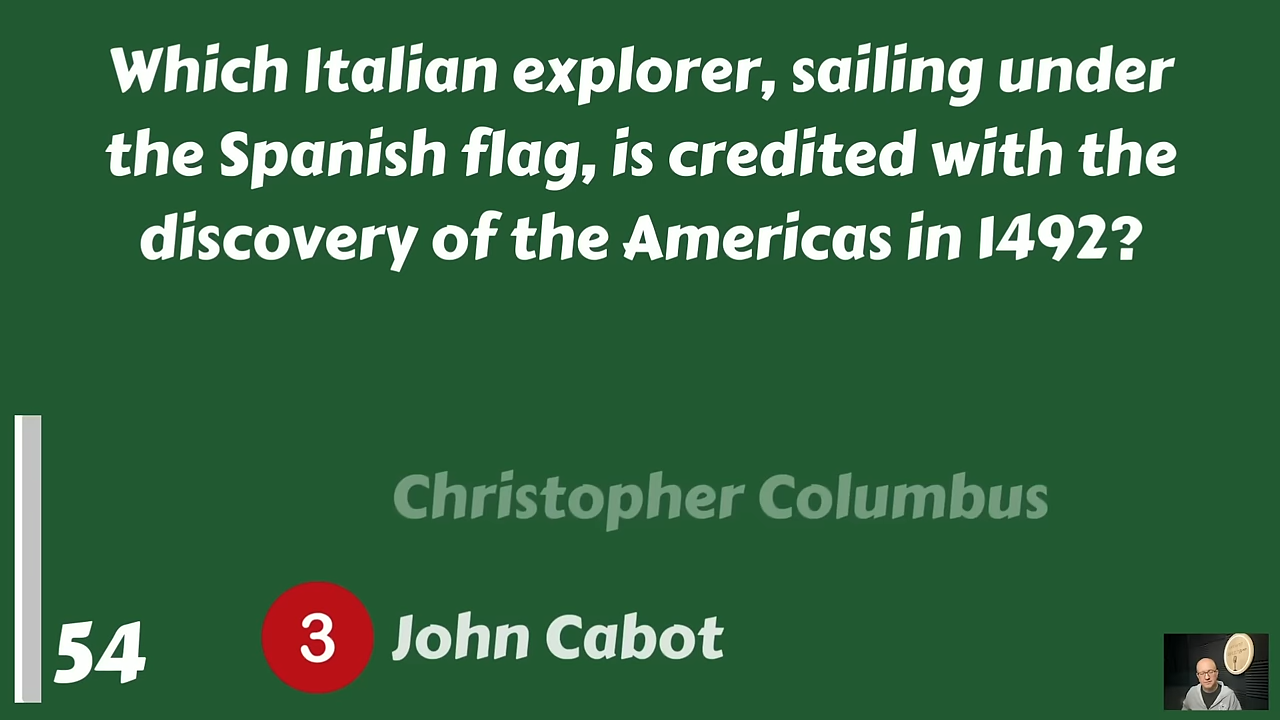 Which Italian explorer, sailing under
the Spanish flag, is credited with the
discovery of the Americas in 1492?
Christopher Columbus
54
3 John Cabot